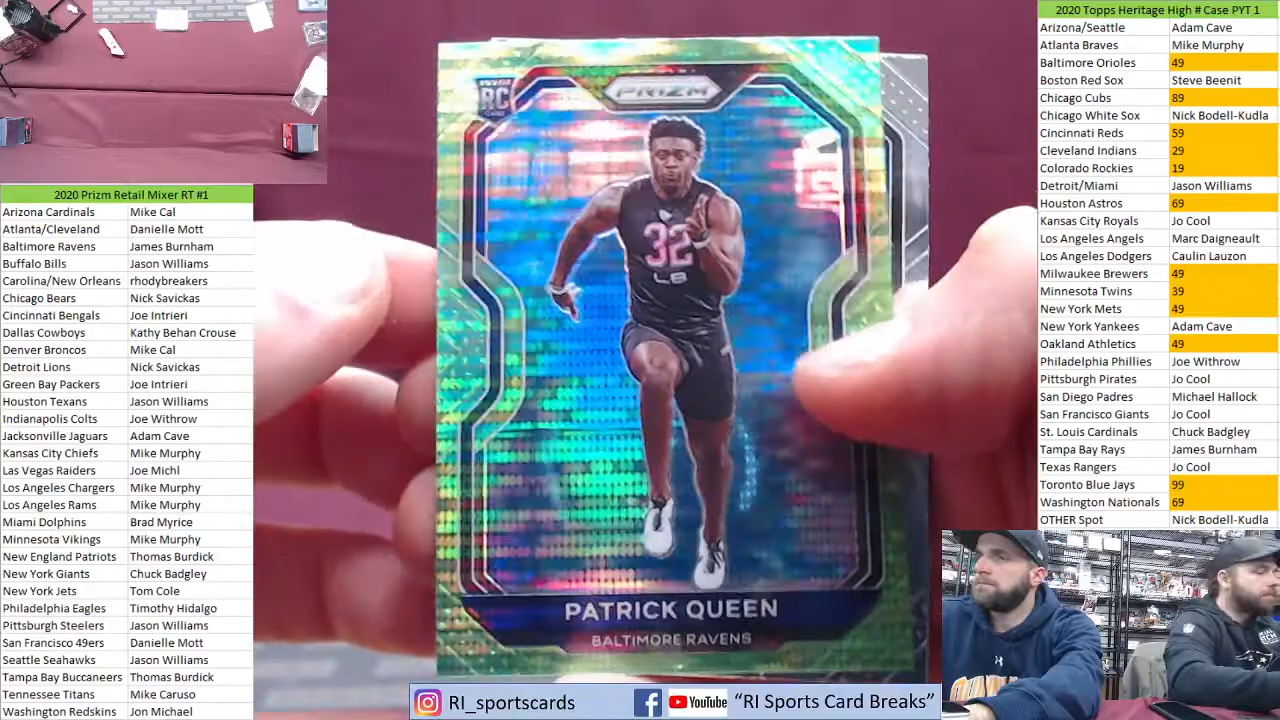 2020 Prizm Retail Mixer RT #1
Arizona Cardinals Mike Cal
Atlanta/Cleveland Danielle Mott
Baltimore Ravens James Burnham
Buffalo Bills Jason Williams
Carolina/New Orleans rhodybreakers
Chicago Bears Nick Savickas
Cincinnati Bengals Joe Intrieri
Dallas Cowboys Kathy Behan Crouse
Denver Broncos Mike Cal
Detroit Lions Nick Savickas
Green Bay Packers Joe Intrieri
Houston Texans Jason Williams
Indianapolis Colts Joe Withrow
Jacksonville Jaguars Adam Cave
Kansas City Chiefs Mike Murphy
Las Vegas Raiders Joe Michl
Los Angeles Chargers Mike Murphy
Los Angeles Rams Mike Murphy
Miami Dolphins Brad Myrice
Minnesota Vikings Mike Murphy
New England Patriots Thomas Burdick
New York Giants Chuck Badgley
New York Jets Tom Cole
Philadelphia Eagles Timothy Hidalgo
Pittsburgh Steelers Jason Williams
San Francisco 49ers Danielle Mott
Seattle Seahawks Jason Williams
Tampa Bay Buccaneers Thomas Burdick
Tennessee Titans Mike Caruso
Washington Redskins Jon Michael
RC
PRIZM
32
LB
PATRICK QUEEN
BALTIMORE RAVENS
RI_sportscards
YouTube
"RI Sports Card Breaks"
2020 Topps Heritage High # Case PYT 1
Arizona/Seattle Adam Cave
Atlanta Braves Mike Murphy
Baltimore Orioles 49
Boston Red Sox Steve Beenit
Chicago Cubs 89
Chicago White Sox Nick Bodell-Kudla
Cincinnati Reds 59
Cleveland Indians 29
Colorado Rockies 19
Detroit/Miami Jason Williams
Houston Astros 69
Kansas City Royals Jo Cool
Los Angeles Angels Marc Daigneault
Los Angeles Dodgers Caulin Lauzon
Milwaukee Brewers 49
Minnesota Twins 39
New York Mets 49
New York Yankees Adam Cave
Oakland Athletics 49
Philadelphia Phillies Joe Withrow
Pittsburgh Pirates Jo Cool
San Diego Padres Michael Hallock
San Francisco Giants Jo Cool
St. Louis Cardinals Chuck Badgley
Tampa Bay Rays James Burnham
Texas Rangers Jo Cool
Toronto Blue Jays 99
Washington Nationals 69
OTHER Spot Nick Bodell-Kudla